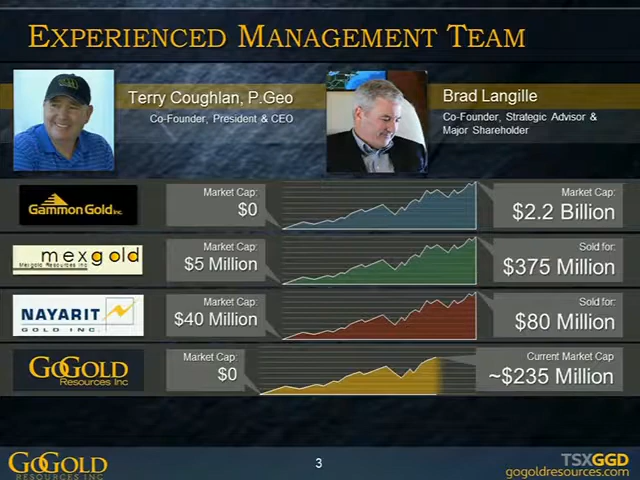 EXPERIENCED MANAGEMENT TEAM
Terry Coughlan, P.Geo
Co-Founder, President & CEO
Brad Langille
Co-Founder, Strategic Advisor &
Major Shareholder
GAMMON GOLD Inc.
Market Cap:
$0
Market Cap:
$2.2 Billion
mexgold
Mexgold Resources Inc.
Market Cap:
$5 Million
Sold for:
$375 Million
NAYARIT
GOLD INC.
Market Cap:
$40 Million
Sold for:
$80 Million
GOGOLD
Resources Inc
Market Cap:
$0
Current Market Cap
~$235 Million
GOGOLD
RESOURCES INC
3
TSXGGD
gogoldresources.com